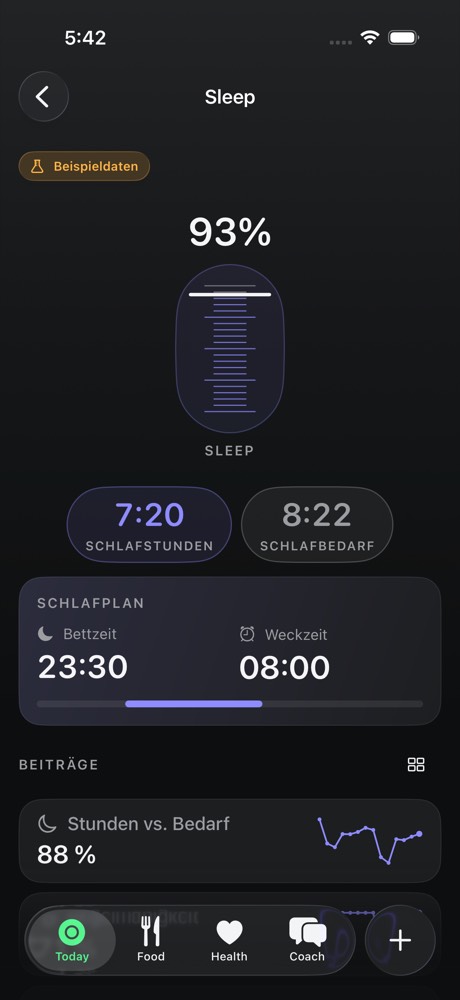 5:42
Sleep
Beispieldaten
93%
SLEEP
7:20
SCHLAFSTUNDEN
8:22
SCHLAFBEDARF
SCHLAFPLAN
Bettzeit
Weckzeit
23:30
08:00
BEITRÄGE
Stunden vs. Bedarf
88 %
Today
Food
Health
Coach